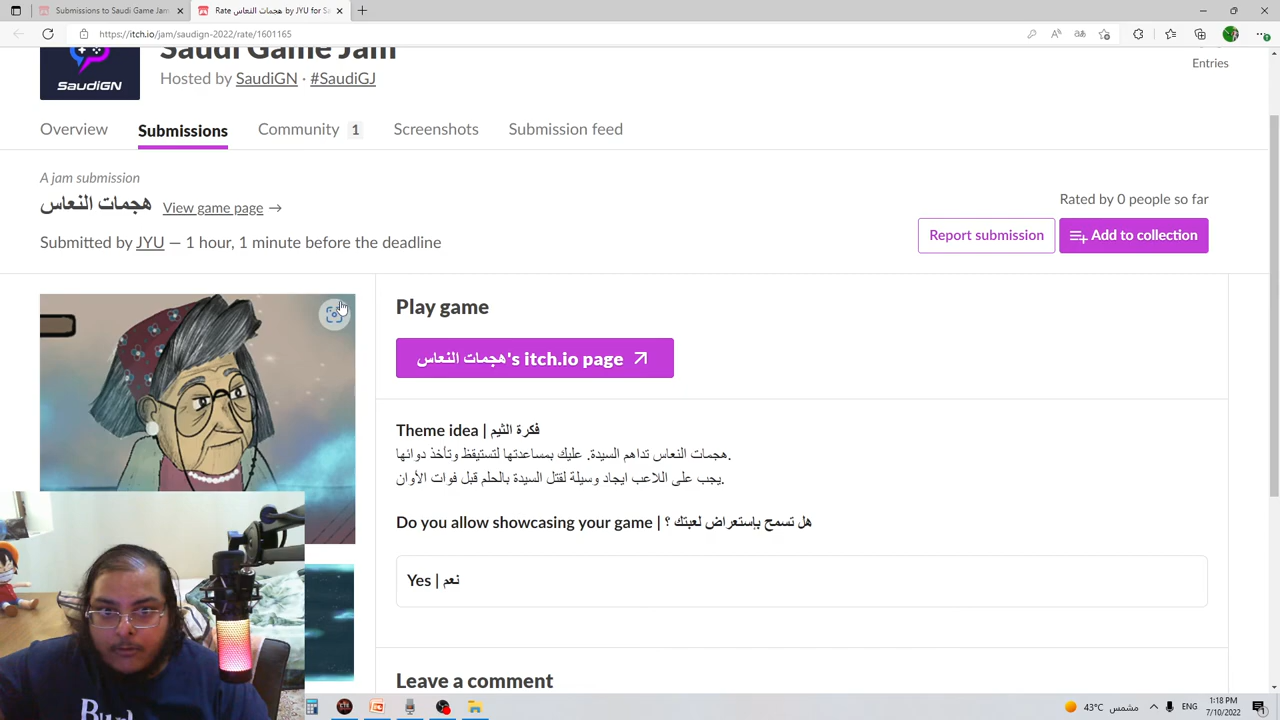 Submissions to Saudi Game Jam
Rate هجمات النعاس by JYU for Sa
https://itch.io/jam/saudign-2022/rate/1601165
Saudi Game Jam
Entries
SaudiGN
Hosted by SaudiGN · #SaudiGJ
Overview
Submissions
Community 1
Screenshots
Submission feed
A jam submission
هجمات النعاس View game page →
Rated by 0 people so far
Submitted by JYU — 1 hour, 1 minute before the deadline
Report submission
Add to collection
Play game
هجمات النعاس's itch.io page
Theme idea | فكرة الثيم
هجمات النعاس تداهم السيدة. عليك بمساعدتها لتستيقظ وتأخذ دوائها.
يجب على اللاعب ايجاد وسيلة لقتل السيدة بالحلم قبل فوات الأوان.
Do you allow showcasing your game | هل تسمح بإستعراض لعبتك ؟
Yes | نعم
Leave a comment
43°C مشمس
ENG
1:18 PM
7/10/2022